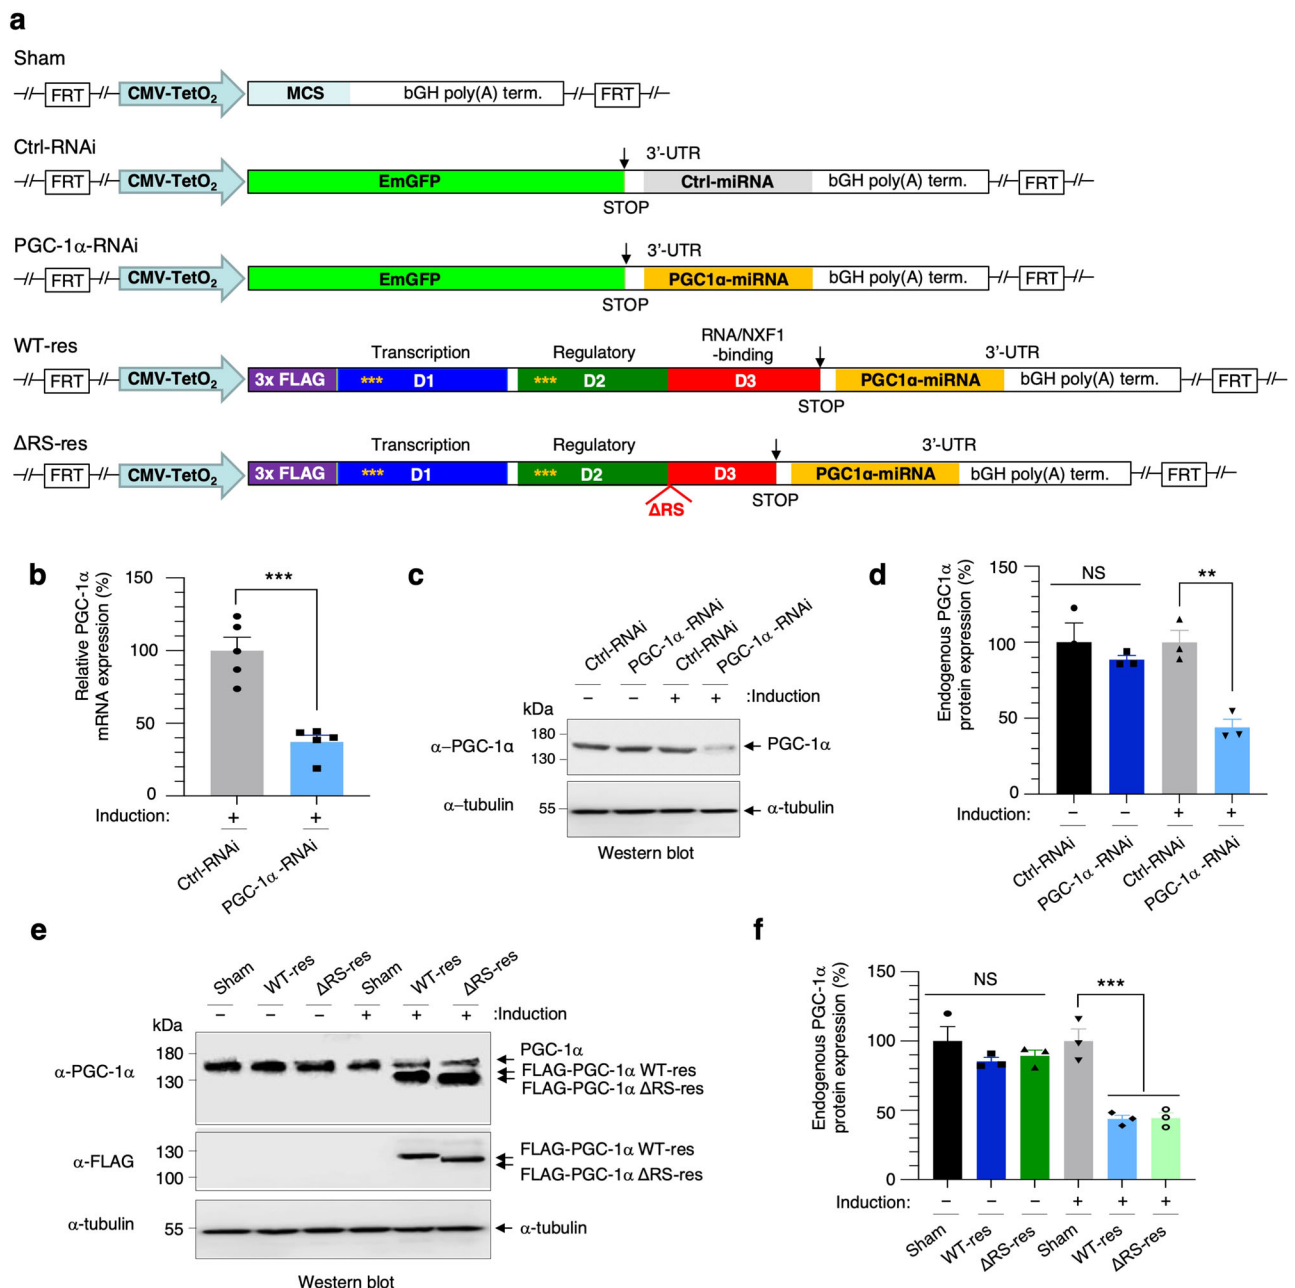 a
Sham
FRT CMV-TetO₂ MCS bGH poly(A) term. FRT
Ctrl-RNAi
3'-UTR
FRT CMV-TetO₂ EmGFP Ctrl-miRNA bGH poly(A) term. FRT
STOP
PGC-1α-RNAi
3'-UTR
FRT CMV-TetO₂ EmGFP PGC1α-miRNA bGH poly(A) term. FRT
STOP
WT-res
RNA/NXF1
Transcription Regulatory -binding 3'-UTR
FRT CMV-TetO₂ 3x FLAG *** D1 *** D2 D3 PGC1α-miRNA bGH poly(A) term. FRT
STOP
ΔRS-res
Transcription Regulatory 3'-UTR
FRT CMV-TetO₂ 3x FLAG *** D1 *** D2 D3 PGC1α-miRNA bGH poly(A) term. FRT
STOP
ΔRS
b
Relative PGC-1α
mRNA expression (%)
150
100
50
0
***
Induction: + +
Ctrl-RNAi
PGC-1α-RNAi
c
Ctrl-RNAi
PGC-1α-RNAi
Ctrl-RNAi
PGC-1α-RNAi
– – + + :Induction
kDa
180
130
α–PGC-1α
PGC-1α
α–tubulin
55
α-tubulin
Western blot
d
Endogenous PGC1α
protein expression (%)
150
100
50
0
NS
**
Induction: – – + +
Ctrl-RNAi
PGC-1α-RNAi
Ctrl-RNAi
PGC-1α-RNAi
e
Sham
WT-res
ΔRS-res
Sham
WT-res
ΔRS-res
– – – + + + :Induction
kDa
180
130
α-PGC-1α
PGC-1α
FLAG-PGC-1α WT-res
FLAG-PGC-1α ΔRS-res
130
100
α-FLAG
FLAG-PGC-1α WT-res
FLAG-PGC-1α ΔRS-res
α-tubulin
55
α-tubulin
Western blot
f
Endogenous PGC-1α
protein expression (%)
150
100
50
0
NS
***
Induction: – – – + + +
Sham
WT-res
ΔRS-res
Sham
WT-res
ΔRS-res